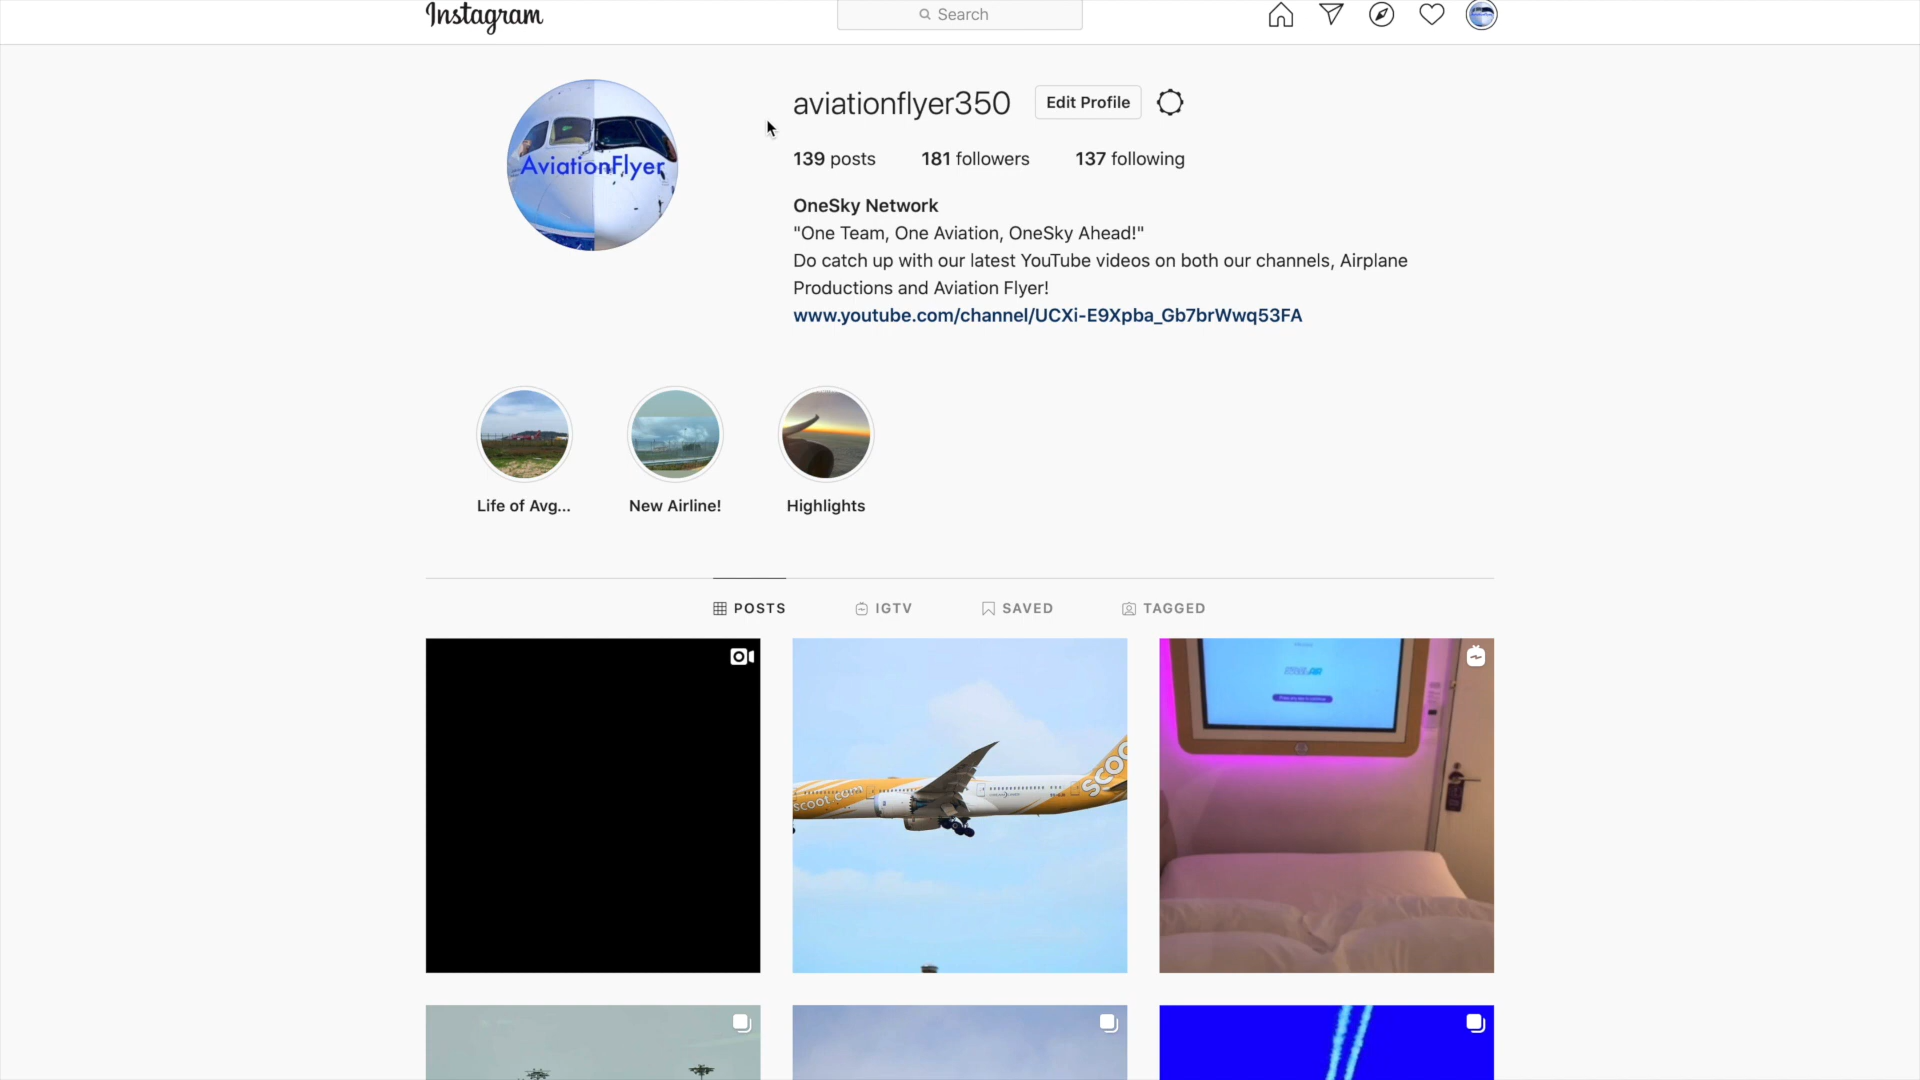 Instagram
Search
AviationFlyer
aviationflyer350
Edit Profile
139 posts
181 followers
137 following
OneSky Network
"One Team, One Aviation, OneSky Ahead!"
Do catch up with our latest YouTube videos on both our channels, Airplane
Productions and Aviation Flyer!
www.youtube.com/channel/UCXi-E9Xpba_Gb7brWwq53FA
Life of Avg...
New Airline!
Highlights
POSTS
IGTV
SAVED
TAGGED
scoot.com
SCOO